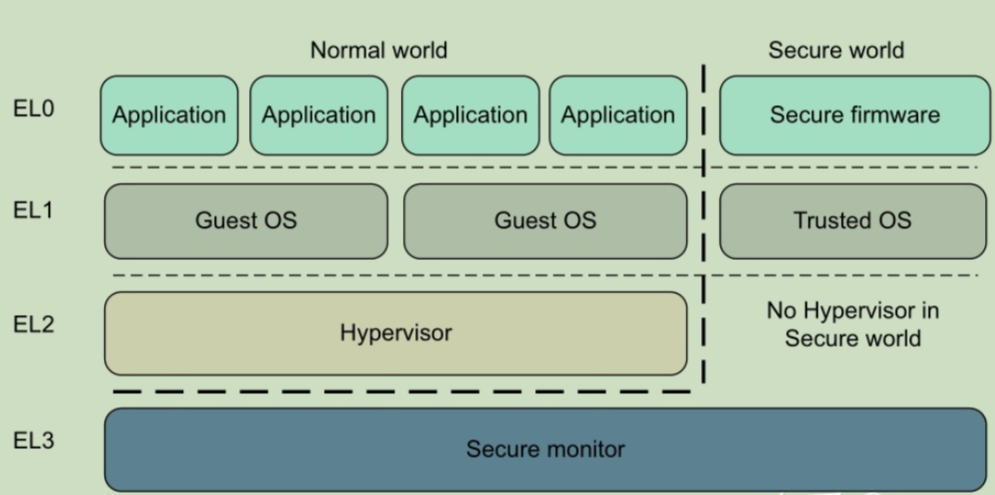 Normal world Secure world
EL0 Application Application Application Application Secure firmware
EL1 Guest OS Guest OS Trusted OS
EL2 Hypervisor No Hypervisor in
Secure world
EL3 Secure monitor